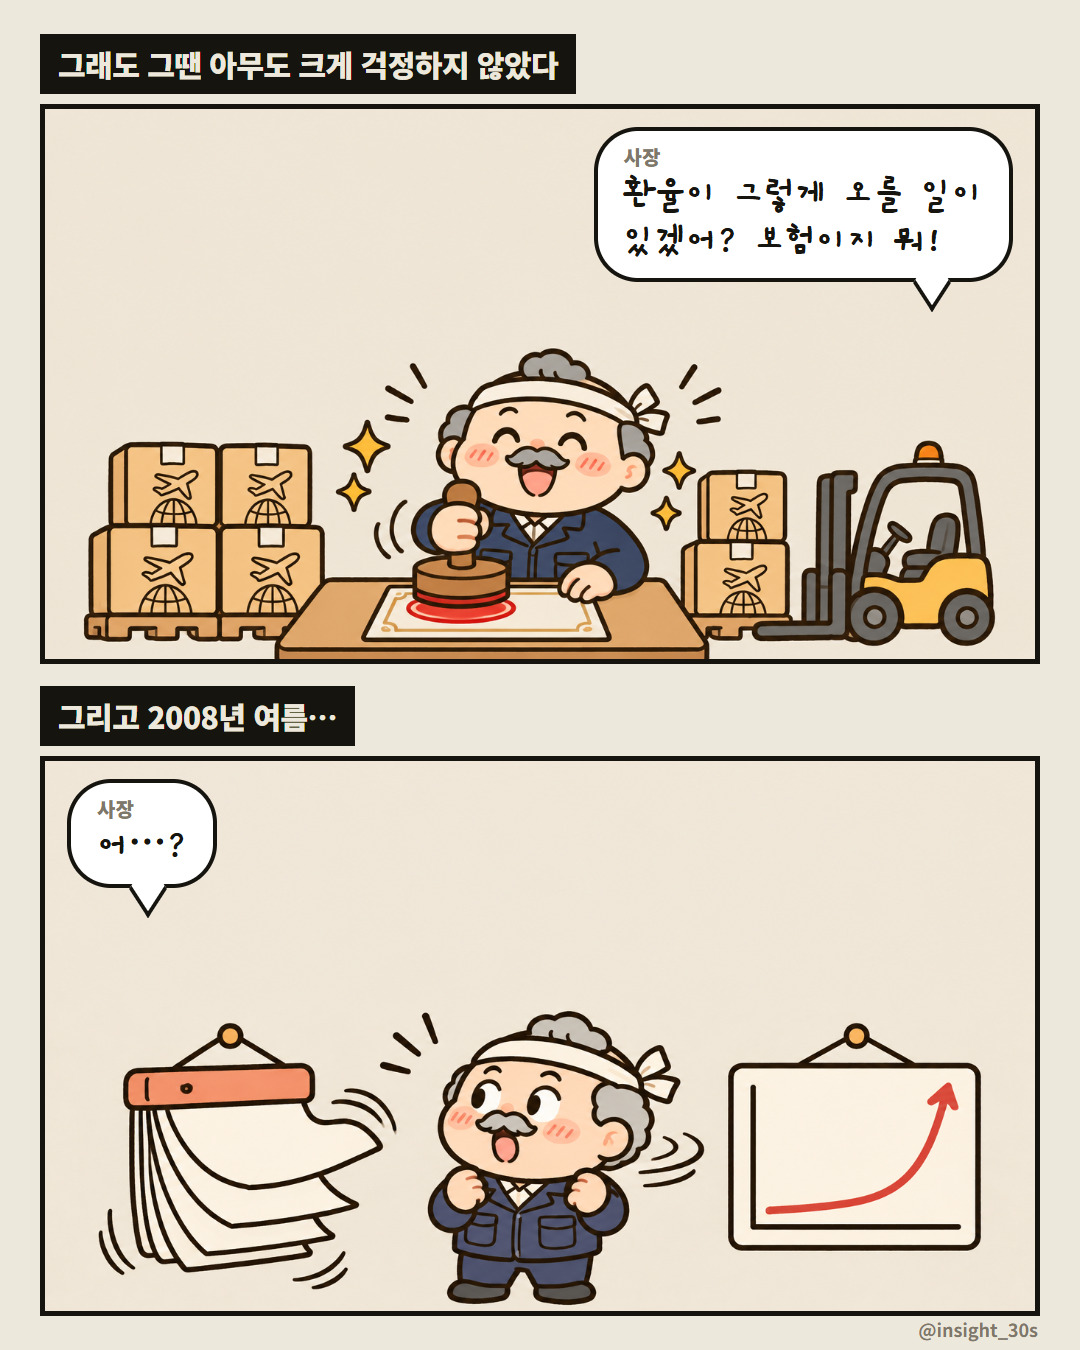 그래도 그땐 아무도 크게 걱정하지 않았다
사장
환율이 그렇게 오를 일이
있겠어? 보험이지 뭐!
그리고 2008년 여름…
사장
어…?
@insight_30s